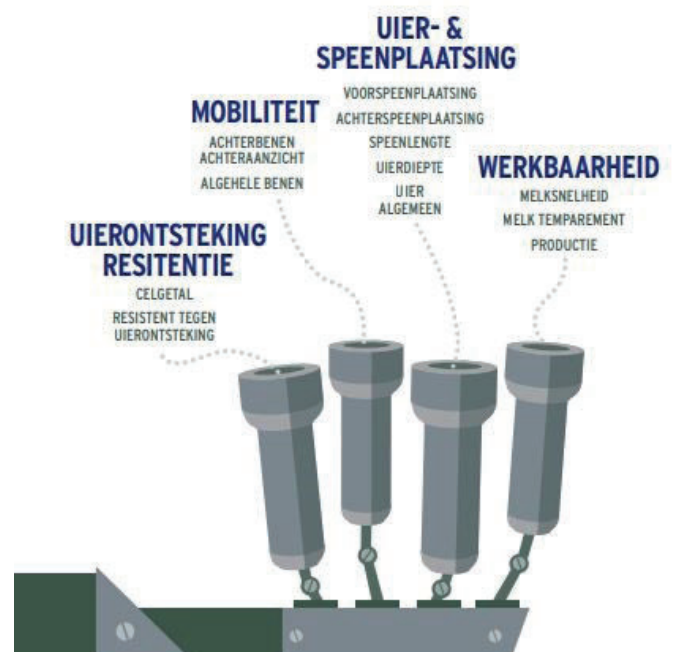 UIERONTSTEKING
RESITENTIE
CELGETAL
RESISTENT TEGEN
UIERONTSTEKING
MOBILITEIT
ACHTERBENEN
ACHTERAANZICHT
ALGEHELE BENEN
UIER- &
SPEENPLAATSING
VOORSPEENPLAATSING
ACHTERSPEENPLAATSING
SPEENLENGTE
UIERDIEPTE
UIER
ALGEMEEN
WERKBAARHEID
MELKSNELHEID
MELK TEMPAREMENT
PRODUCTIE